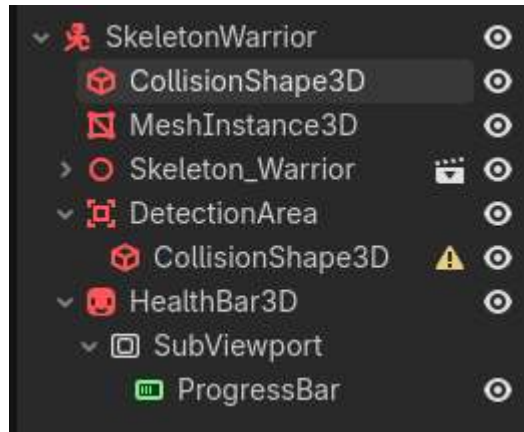 SkeletonWarrior
CollisionShape3D
MeshInstance3D
Skeleton_Warrior
DetectionArea
CollisionShape3D
HealthBar3D
SubViewport
ProgressBar